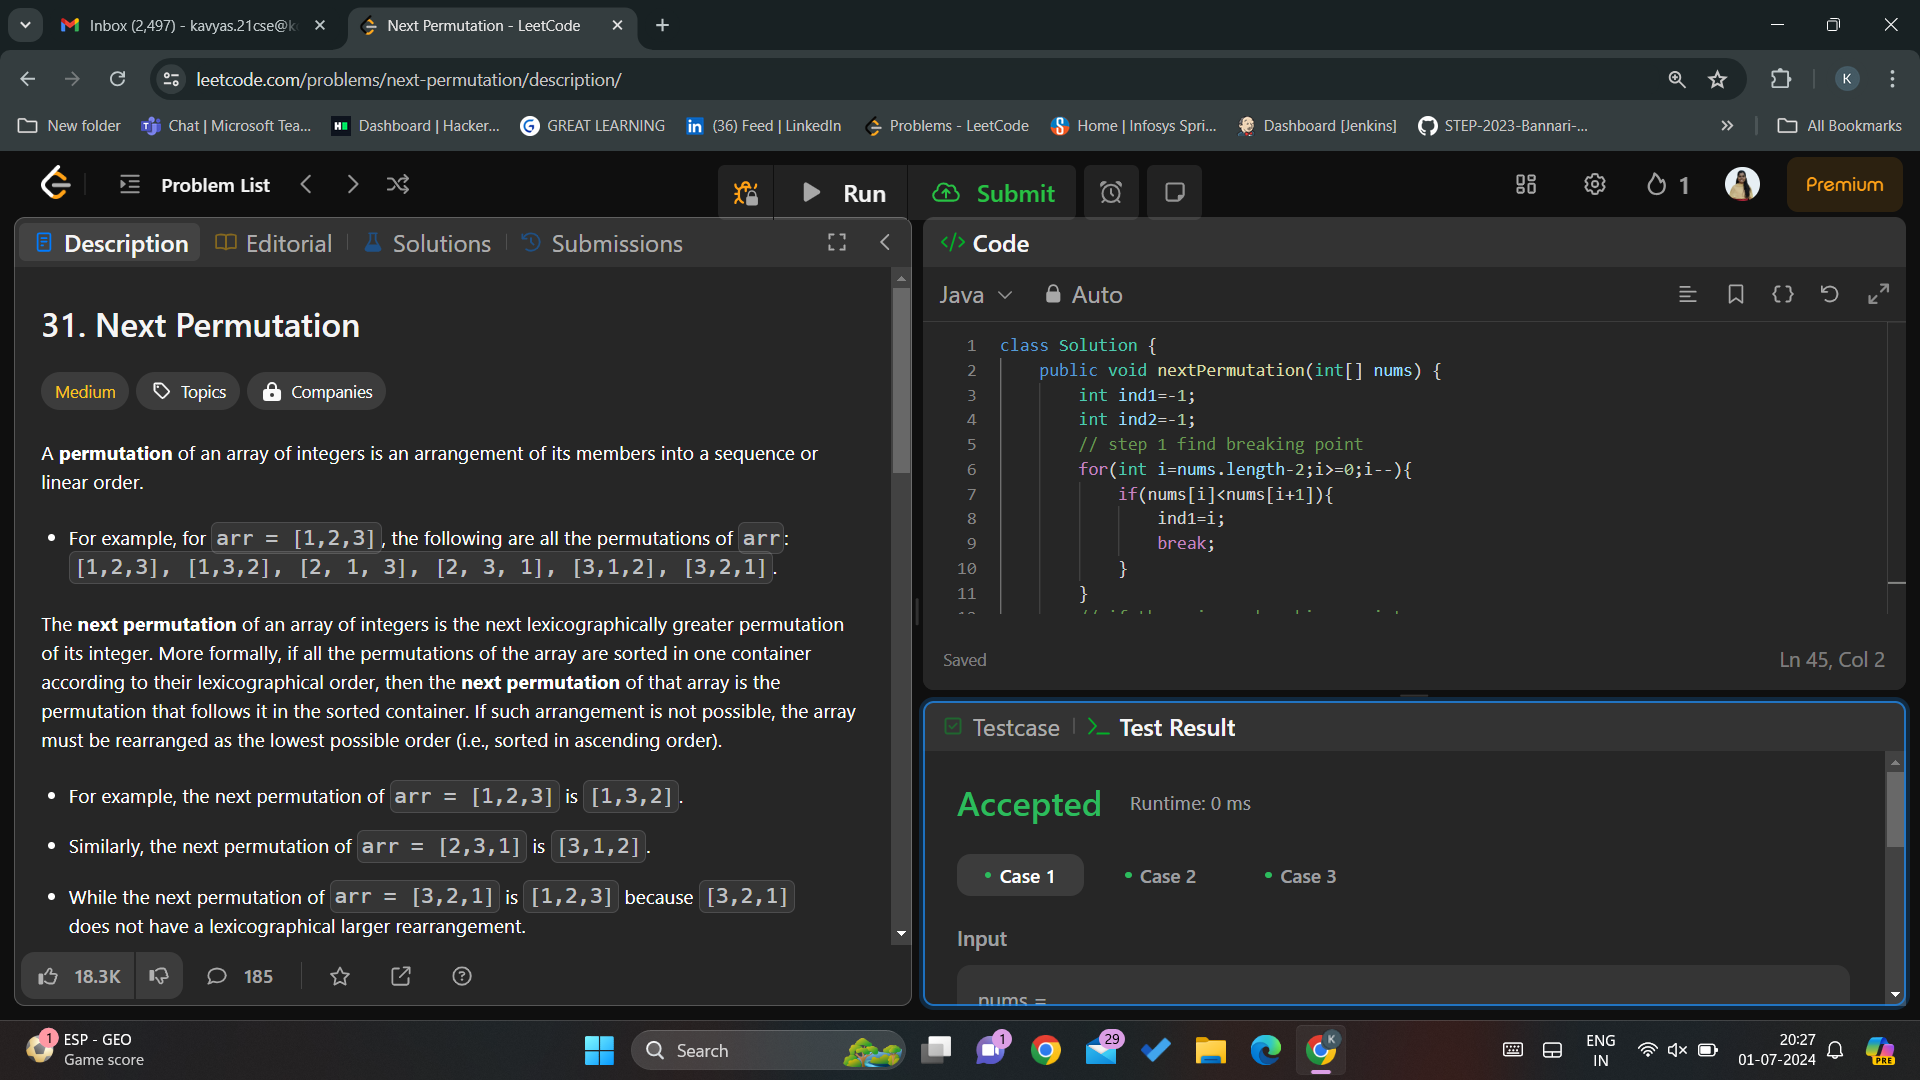 Inbox (2,497) - kavyas.21cse@k
Next Permutation - LeetCode
leetcode.com/problems/next-permutation/description/
K
New folder
Chat | Microsoft Tea...
Dashboard | Hacker...
GREAT LEARNING
(36) Feed | LinkedIn
Problems - LeetCode
Home | Infosys Spri...
Dashboard [Jenkins]
STEP-2023-Bannari-...
All Bookmarks
Problem List
Run
Submit
1
Premium
Description
Editorial
Solutions
Submissions
31. Next Permutation
Medium
Topics
Companies
A permutation of an array of integers is an arrangement of its members into a sequence or
linear order.
• For example, for arr = [1,2,3], the following are all the permutations of arr:
[1,2,3], [1,3,2], [2, 1, 3], [2, 3, 1], [3,1,2], [3,2,1].
The next permutation of an array of integers is the next lexicographically greater permutation
of its integer. More formally, if all the permutations of the array are sorted in one container
according to their lexicographical order, then the next permutation of that array is the
permutation that follows it in the sorted container. If such arrangement is not possible, the array
must be rearranged as the lowest possible order (i.e., sorted in ascending order).
• For example, the next permutation of arr = [1,2,3] is [1,3,2].
• Similarly, the next permutation of arr = [2,3,1] is [3,1,2].
• While the next permutation of arr = [3,2,1] is [1,2,3] because [3,2,1]
does not have a lexicographical larger rearrangement.
18.3K
185
</> Code
Java
Auto
1 class Solution {
2 public void nextPermutation(int[] nums) {
3 int ind1=-1;
4 int ind2=-1;
5 // step 1 find breaking point
6 for(int i=nums.length-2;i>=0;i--){
7 if(nums[i]<nums[i+1]){
8 ind1=i;
9 break;
10 }
11 }
Saved
Ln 45, Col 2
Testcase
>_ Test Result
Accepted
Runtime: 0 ms
• Case 1
• Case 2
• Case 3
Input
nums =
1
ESP - GEO
Game score
Search
1
29
K
ENG
IN
20:27
01-07-2024
PRE